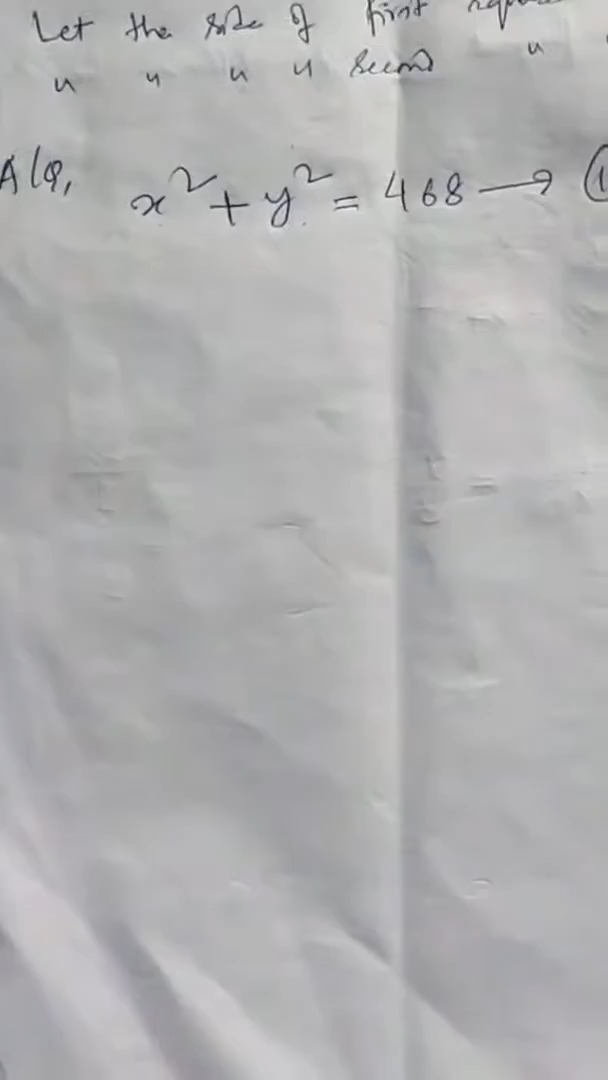 Let the side of first
" " " " second "
A/Q, x² + y² = 468 → ①